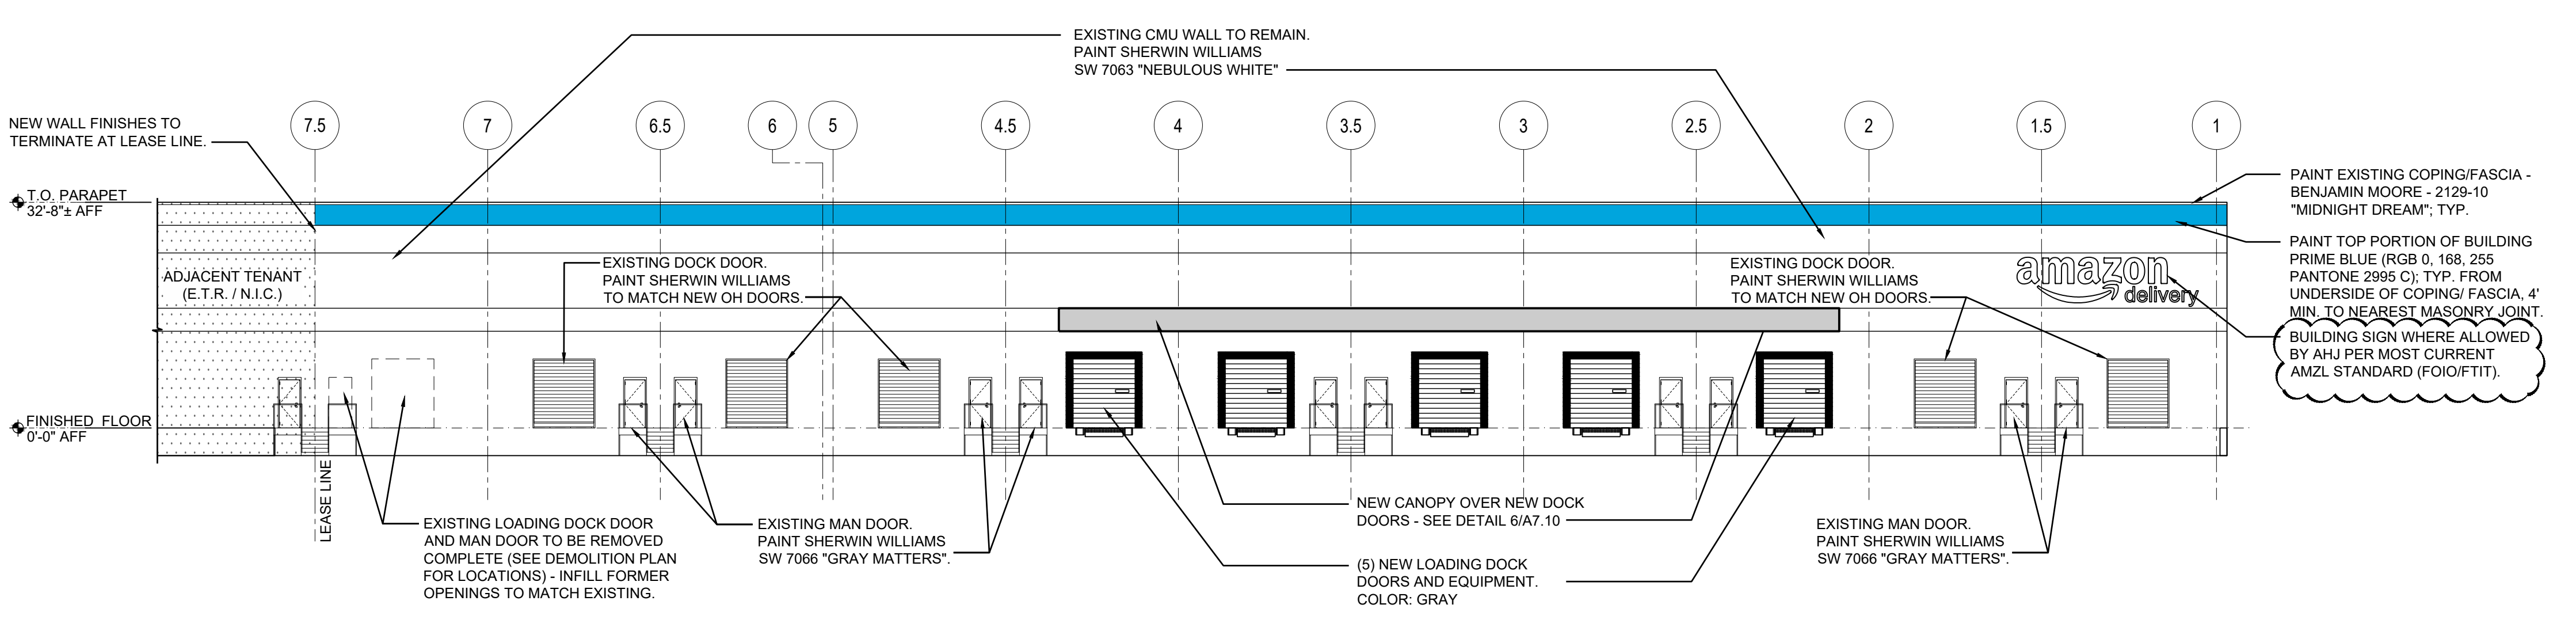 EXISTING CMU WALL TO REMAIN.
PAINT SHERWIN WILLIAMS
SW 7063 "NEBULOUS WHITE"
NEW WALL FINISHES TO
TERMINATE AT LEASE LINE.
7.5
7
6.5
6
5
4.5
4
3.5
3
2.5
2
1.5
1
T.O. PARAPET
32'-8"± AFF
PAINT EXISTING COPING/FASCIA -
BENJAMIN MOORE - 2129-10
"MIDNIGHT DREAM"; TYP.
PAINT TOP PORTION OF BUILDING
PRIME BLUE (RGB 0, 168, 255
PANTONE 2995 C); TYP. FROM
UNDERSIDE OF COPING/ FASCIA, 4'
MIN. TO NEAREST MASONRY JOINT.
BUILDING SIGN WHERE ALLOWED
BY AHJ PER MOST CURRENT
AMZL STANDARD (FOIO/FTIT).
ADJACENT TENANT
(E.T.R. / N.I.C.)
EXISTING DOCK DOOR.
PAINT SHERWIN WILLIAMS
TO MATCH NEW OH DOORS.
EXISTING DOCK DOOR.
PAINT SHERWIN WILLIAMS
TO MATCH NEW OH DOORS.
amazon
delivery
FINISHED FLOOR
0'-0" AFF
LEASE LINE
EXISTING LOADING DOCK DOOR
AND MAN DOOR TO BE REMOVED
COMPLETE (SEE DEMOLITION PLAN
FOR LOCATIONS) - INFILL FORMER
OPENINGS TO MATCH EXISTING.
EXISTING MAN DOOR.
PAINT SHERWIN WILLIAMS
SW 7066 "GRAY MATTERS".
NEW CANOPY OVER NEW DOCK
DOORS - SEE DETAIL 6/A7.10
(5) NEW LOADING DOCK
DOORS AND EQUIPMENT.
COLOR: GRAY
EXISTING MAN DOOR.
PAINT SHERWIN WILLIAMS
SW 7066 "GRAY MATTERS".